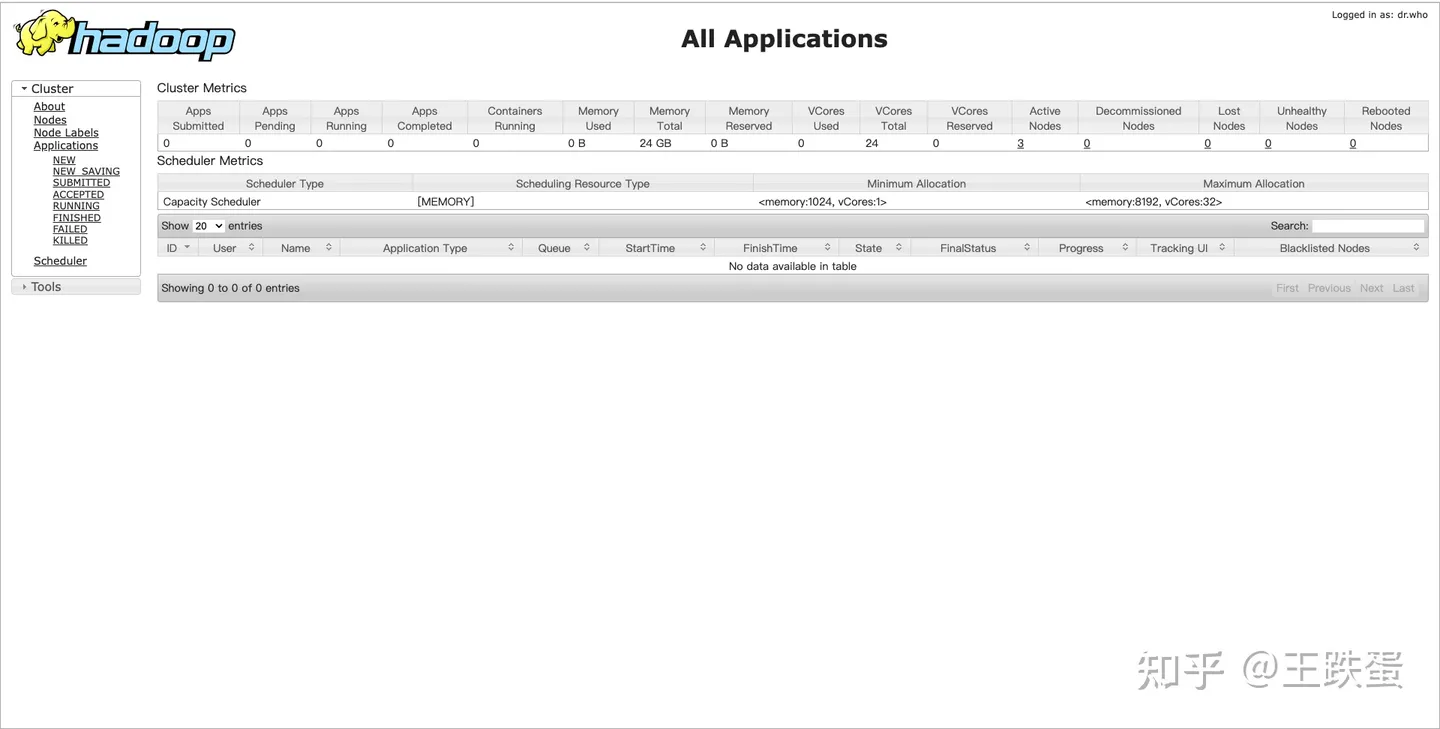 Logged in as: dr.who
hadoop
All Applications
Cluster
About
Nodes
Node Labels
Applications
NEW
NEW_SAVING
SUBMITTED
ACCEPTED
RUNNING
FINISHED
FAILED
KILLED
Scheduler
Tools
Cluster Metrics
Apps Submitted Apps Pending Apps Running Apps Completed Containers Running Memory Used Memory Total Memory Reserved VCores Used VCores Total VCores Reserved Active Nodes Decommissioned Nodes Lost Nodes Unhealthy Nodes Rebooted Nodes
0 0 0 0 0 0 B 24 GB 0 B 0 24 0 3 0 0 0 0
Scheduler Metrics
Scheduler Type Scheduling Resource Type Minimum Allocation Maximum Allocation
Capacity Scheduler [MEMORY] <memory:1024, vCores:1> <memory:8192, vCores:32>
Show 20 entries Search:
ID User Name Application Type Queue StartTime FinishTime State FinalStatus Progress Tracking UI Blacklisted Nodes
No data available in table
Showing 0 to 0 of 0 entries First Previous Next Last
知乎 @王跌蛋